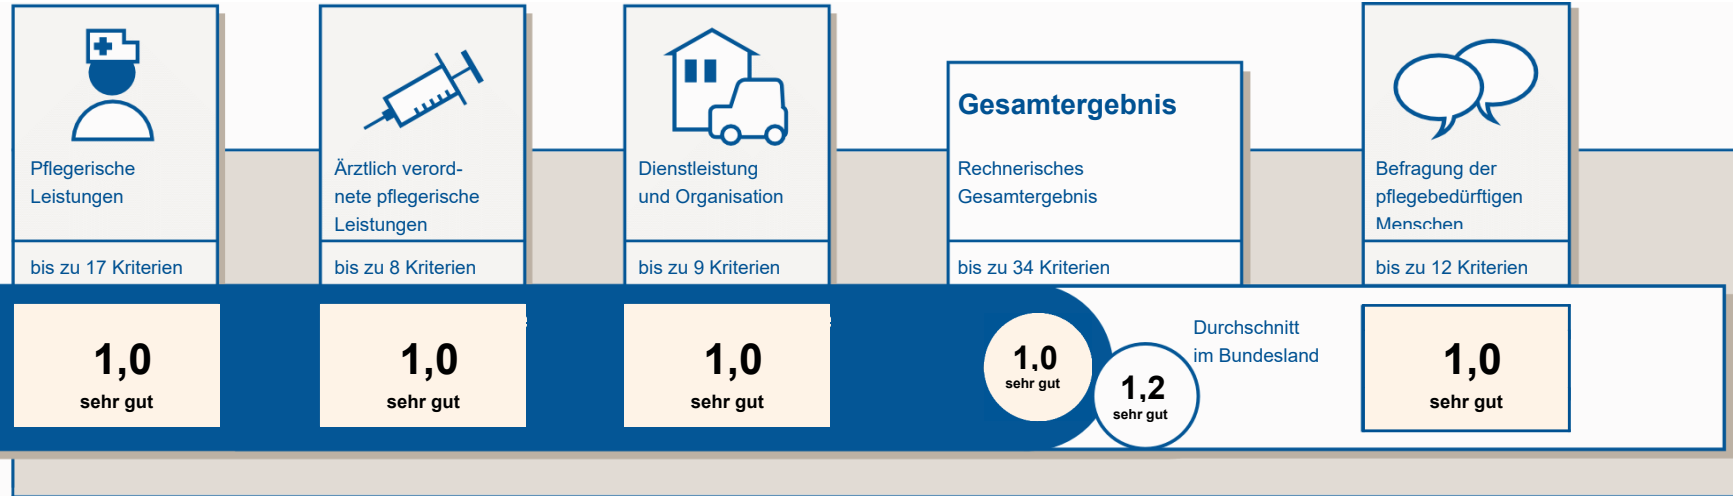 Pflegerische
Leistungen
bis zu 17 Kriterien
1,0
sehr gut
Ärztlich verord-
nete pflegerische
Leistungen
bis zu 8 Kriterien
1,0
sehr gut
Dienstleistung
und Organisation
bis zu 9 Kriterien
1,0
sehr gut
Gesamtergebnis
Rechnerisches
Gesamtergebnis
bis zu 34 Kriterien
1,0
sehr gut
1,2
sehr gut
Durchschnitt
im Bundesland
Befragung der
pflegebedürftigen
Menschen
bis zu 12 Kriterien
1,0
sehr gut